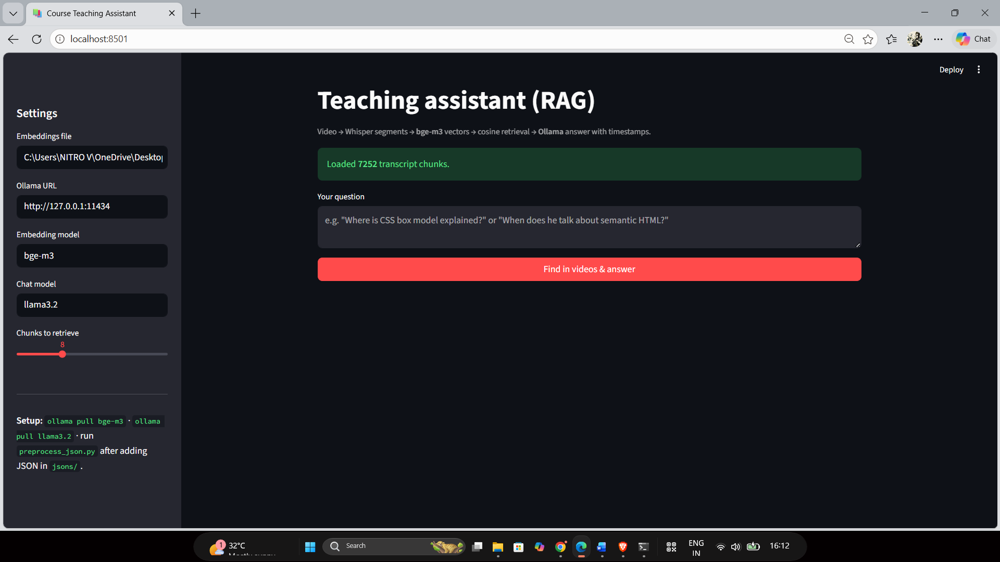 Course Teaching Assistant
localhost:8501
Chat
Deploy
Settings
Embeddings file
C:\Users\NITRO V\OneDrive\Deskto
Ollama URL
http://127.0.0.1:11434
Embedding model
bge-m3
Chat model
llama3.2
Chunks to retrieve
8
Setup: ollama pull bge-m3 · ollama
pull llama3.2 · run
preprocess_json.py after adding
JSON in jsons/ .
Teaching assistant (RAG)
Video → Whisper segments → bge-m3 vectors → cosine retrieval → Ollama answer with timestamps.
Loaded 7252 transcript chunks.
Your question
e.g. "Where is CSS box model explained?" or "When does he talk about semantic HTML?"
Find in videos & answer
1
32°C
Mostly sunny
Search
ENG
IN
16:12